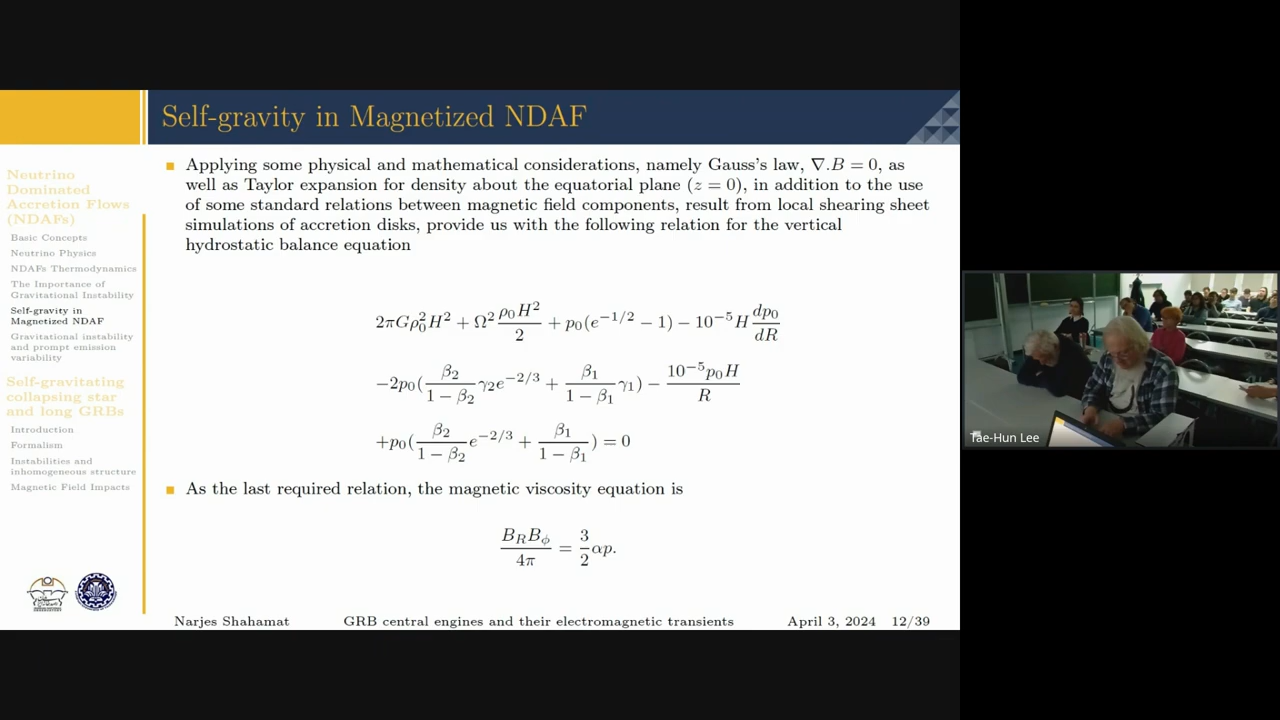 Self-gravity in Magnetized NDAF
Neutrino
Dominated
Accretion Flows
(NDAFs)
Basic Concepts
Neutrino Physics
NDAFs Thermodynamics
The Importance of
Gravitational Instability
Self-gravity in
Magnetized NDAF
Gravitational instability
and prompt emission
variability
Self-gravitating
collapsing star
and long GRBs
Introduction
Formalism
Instabilities and
inhomogeneous structure
Magnetic Field Impacts
Applying some physical and mathematical considerations, namely Gauss's law, ∇.B = 0, as
well as Taylor expansion for density about the equatorial plane (z = 0), in addition to the use
of some standard relations between magnetic field components, result from local shearing sheet
simulations of accretion disks, provide us with the following relation for the vertical
hydrostatic balance equation
2πGρ₀²H² + Ω² ρ₀H²/2 + p₀(e^{−1/2} − 1) − 10^{−5}H dp₀/dR
−2p₀(β₂/(1 − β₂) γ₂e^{−2/3} + β₁/(1 − β₁) γ₁) − 10^{−5}p₀H/R
+p₀(β₂/(1 − β₂) e^{−2/3} + β₁/(1 − β₁)) = 0
As the last required relation, the magnetic viscosity equation is
B_R B_ϕ/4π = 3/2 αp.
Narjes Shahamat GRB central engines and their electromagnetic transients April 3, 2024 12/39
Tae-Hun Lee